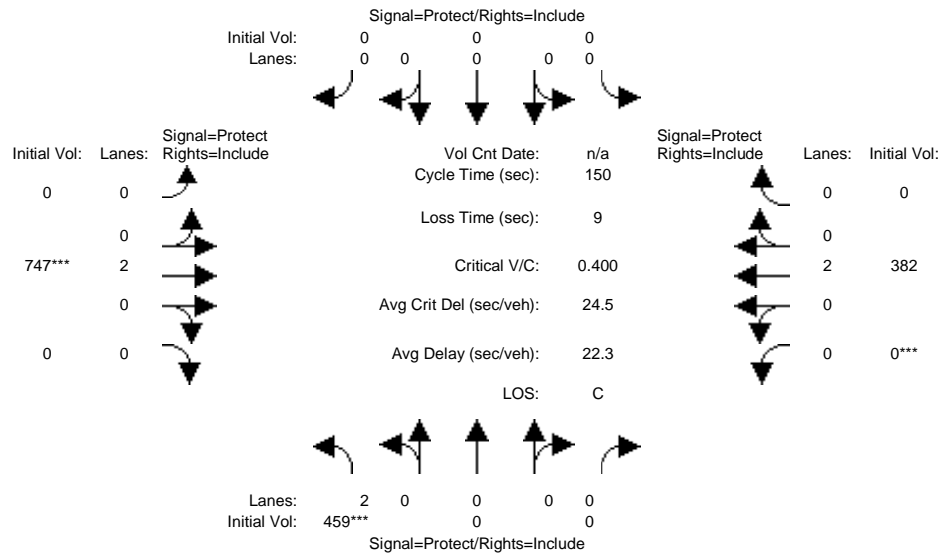 Signal=Protect/Rights=Include
Initial Vol: 0 0 0
Lanes: 0 0 0 0 0
Signal=Protect
Initial Vol: Lanes: Rights=Include
Vol Cnt Date: n/a
Signal=Protect
Rights=Include Lanes: Initial Vol:
Cycle Time (sec): 150
0 0 0 0
Loss Time (sec): 9
0 0
747*** 2 Critical V/C: 0.400 2 382
0 Avg Crit Del (sec/veh): 24.5 0
0 0 Avg Delay (sec/veh): 22.3 0 0***
LOS: C
Lanes: 2 0 0 0 0
Initial Vol: 459*** 0 0
Signal=Protect/Rights=Include